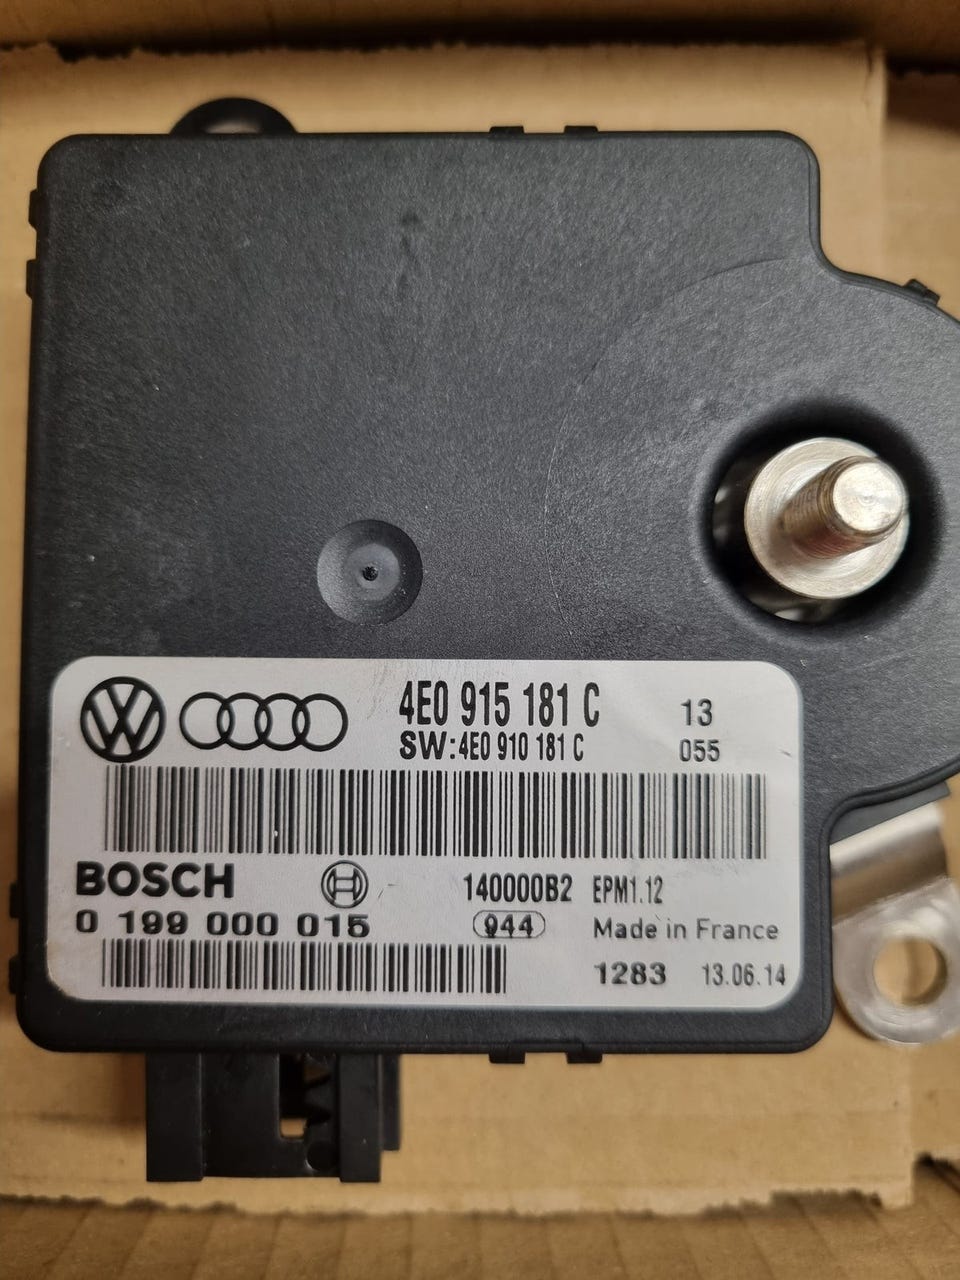 4E0 915 181 C 13
SW:4E0 910 181 C 055
BOSCH 140000B2 EPM1.12
0 199 000 015 944 Made in France
1283 13.06.14